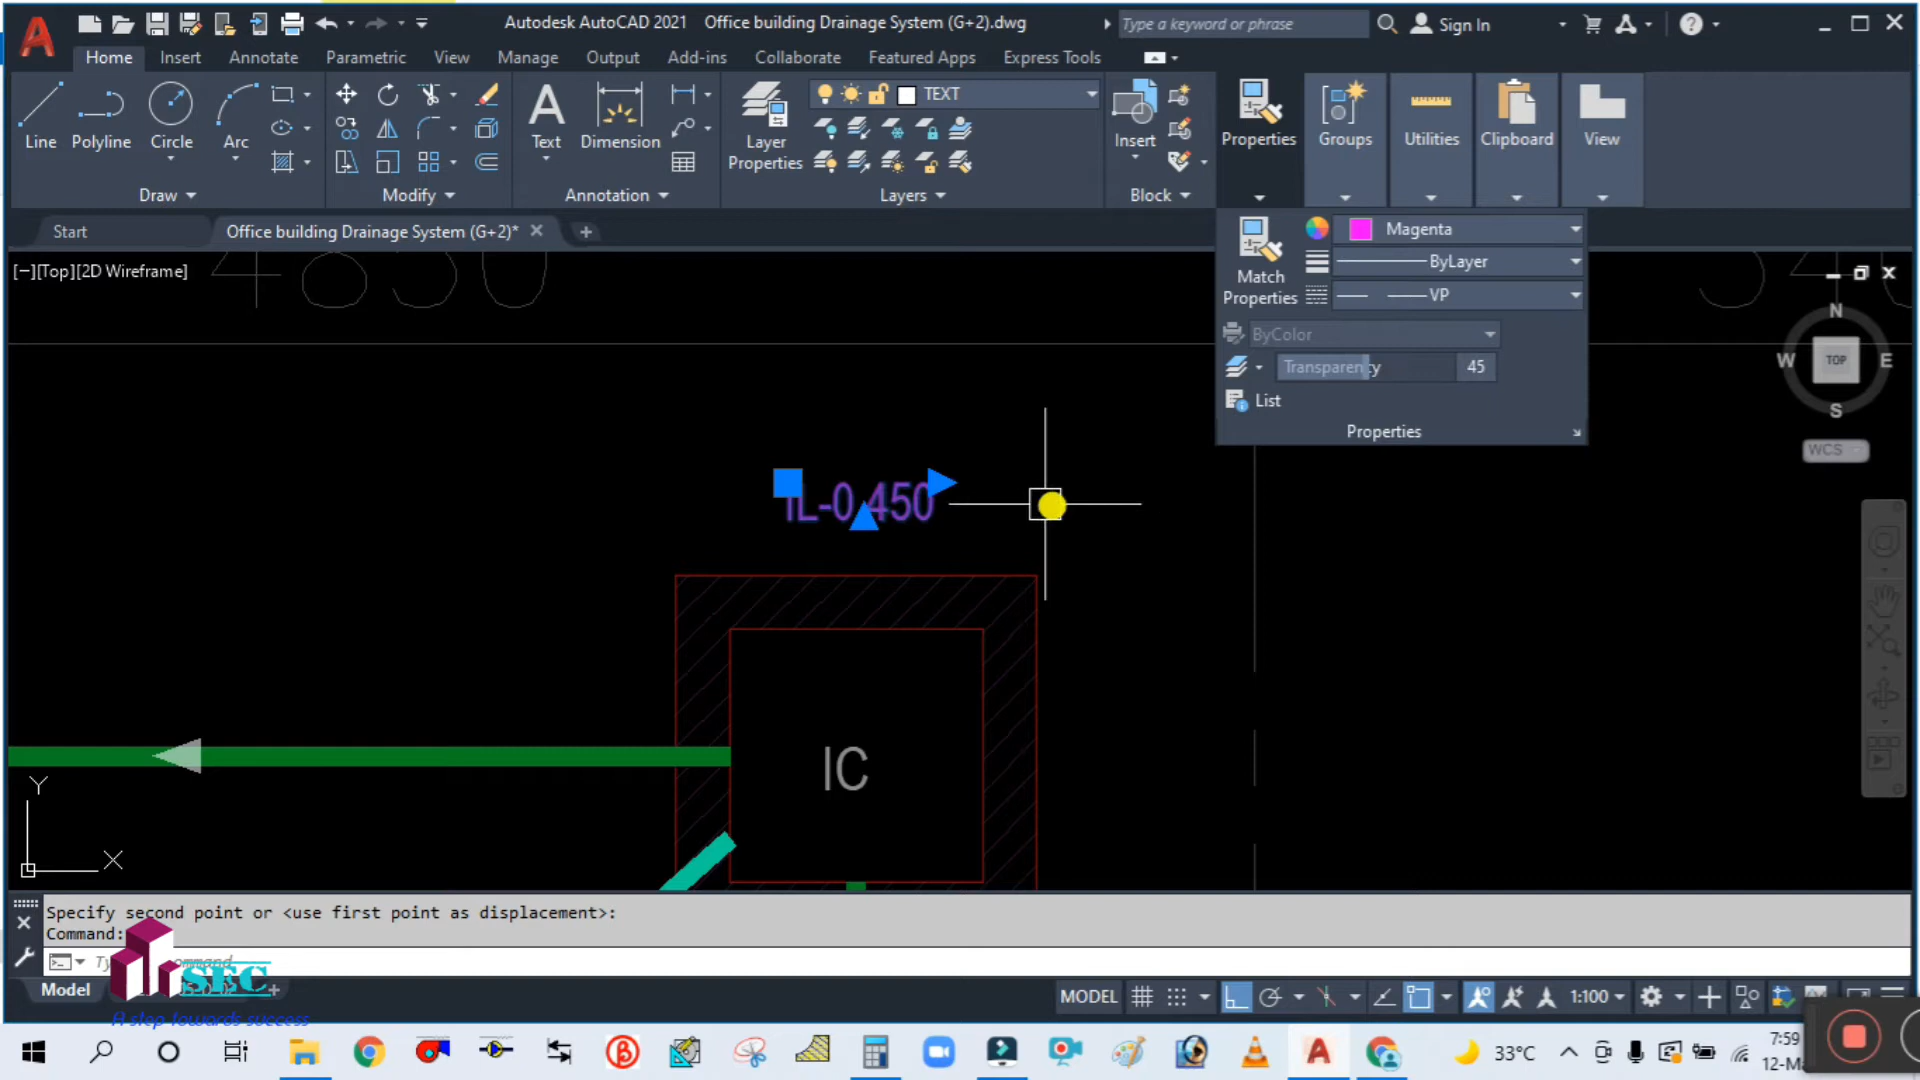 Autodesk AutoCAD 2021 Office building Drainage System (G+2).dwg
Type a keyword or phrase
Sign In
Home Insert Annotate Parametric View Manage Output Add-ins Collaborate Featured Apps Express Tools
TEXT
Line Polyline Circle Arc
Text Dimension
Layer
Properties
Insert
Properties Groups Utilities Clipboard View
Draw Modify Annotation Layers Block
Start
Office building Drainage System (G+2)*
Magenta
[−][Top][2D Wireframe]
4850
Match
Properties
ByLayer
VP
ByColor
Transparency 45
List
Properties
N
W TOP E
S
WCS
IL-0.450
IC
Y
X
Specify second point or <use first point as displacement>:
Command:
SEC
Model
MODEL
1:100
A step towards success
33°C
7:59